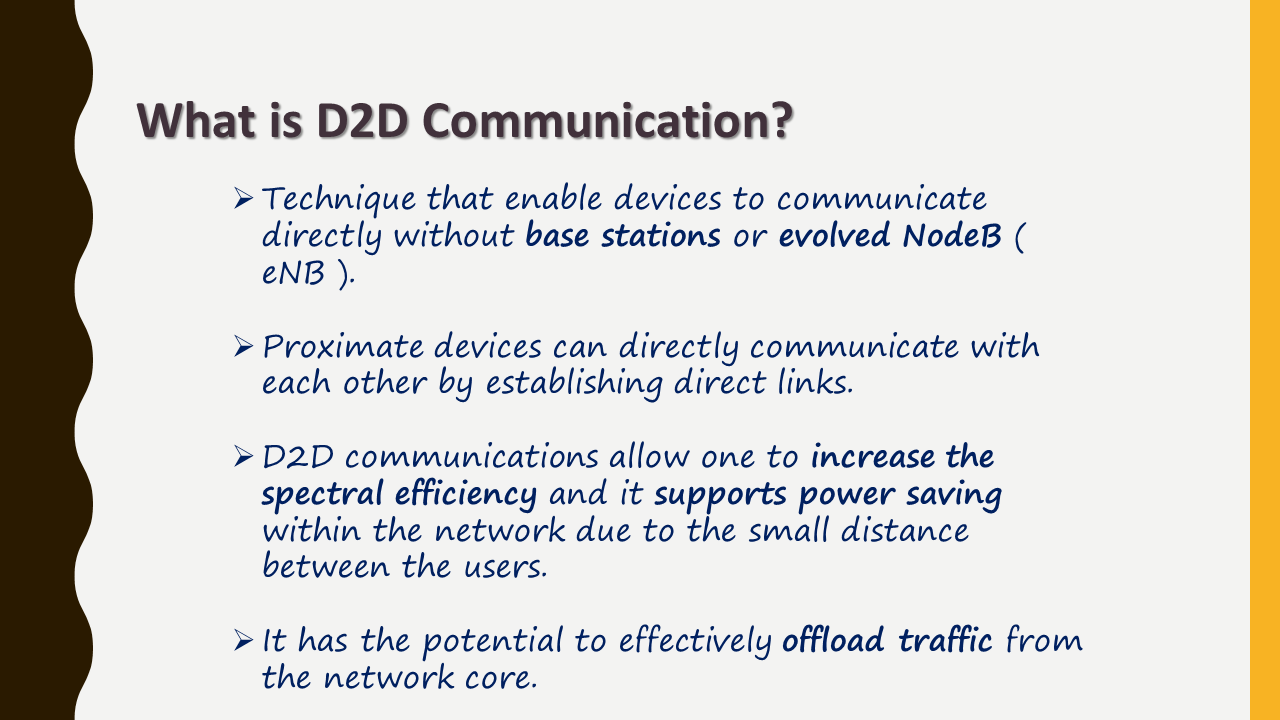 What is D2D Communication?
➢ Technique that enable devices to communicate
directly without base stations or evolved NodeB (
eNB ).
➢ Proximate devices can directly communicate with
each other by establishing direct links.
➢ D2D communications allow one to increase the
spectral efficiency and it supports power saving
within the network due to the small distance
between the users.
➢ It has the potential to effectively offload traffic from
the network core.